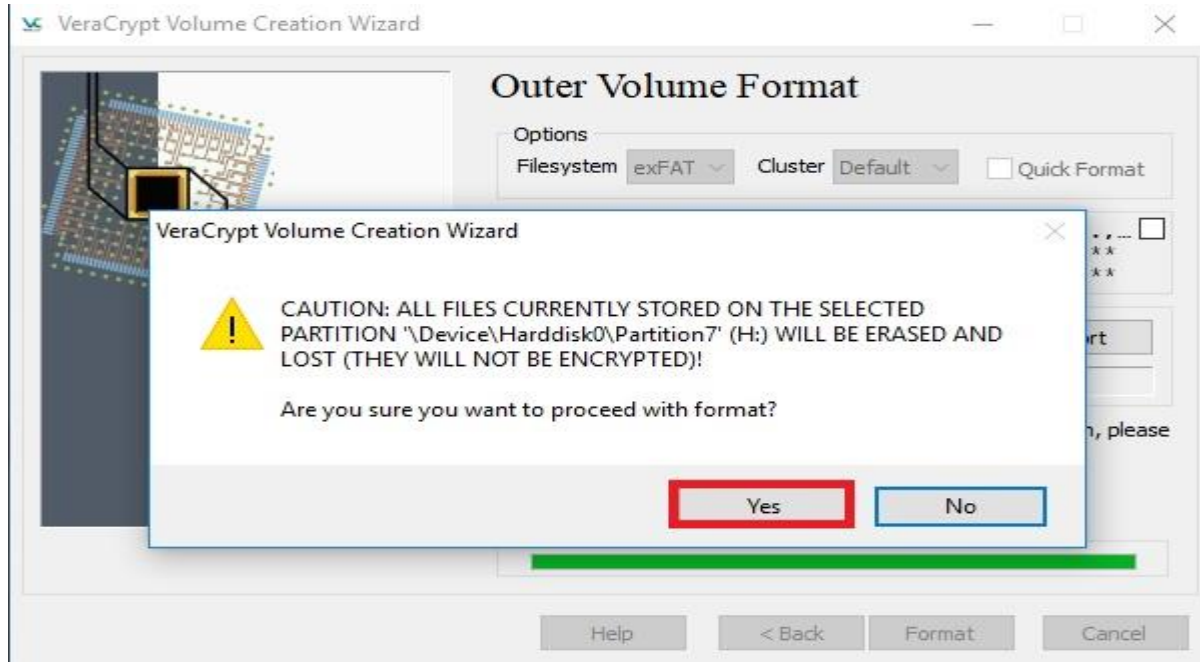 VeraCrypt Volume Creation Wizard
Outer Volume Format
Options
Filesystem exFAT Cluster Default Quick Format
VeraCrypt Volume Creation Wizard
.,...
**
**
CAUTION: ALL FILES CURRENTLY STORED ON THE SELECTED
PARTITION '\Device\Harddisk0\Partition7' (H:) WILL BE ERASED AND
LOST (THEY WILL NOT BE ENCRYPTED)!
Are you sure you want to proceed with format?
, please
Yes No
Help < Back Format Cancel